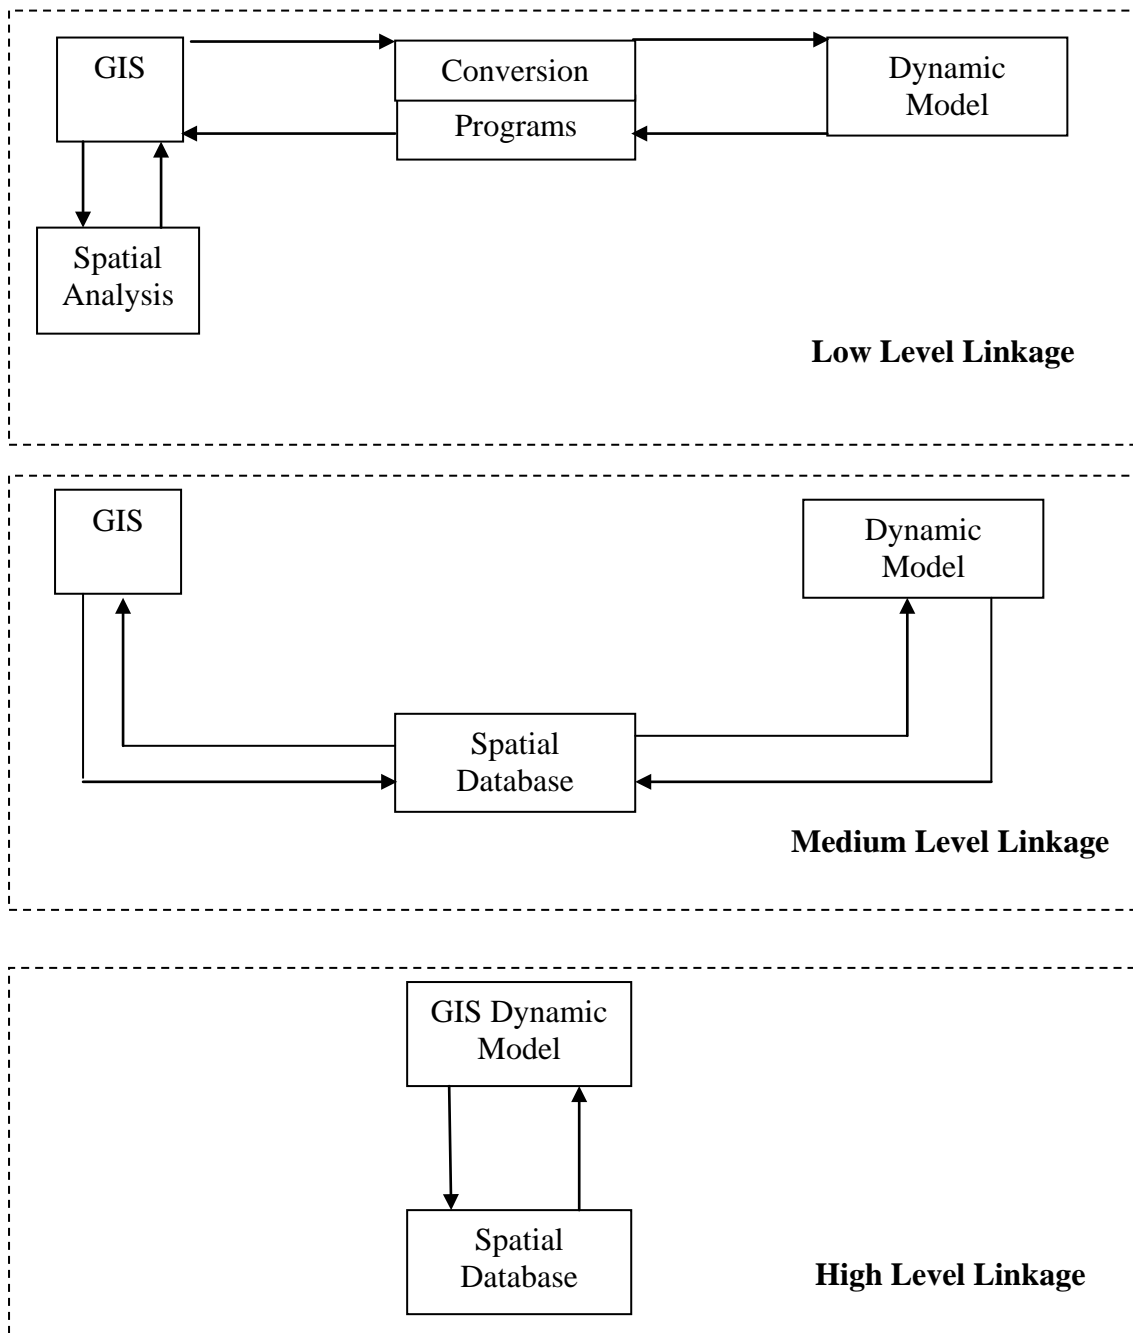 GIS
Conversion
Programs
Dynamic
Model
Spatial
Analysis
Low Level Linkage
GIS
Dynamic
Model
Spatial
Database
Medium Level Linkage
GIS Dynamic
Model
Spatial
Database
High Level Linkage